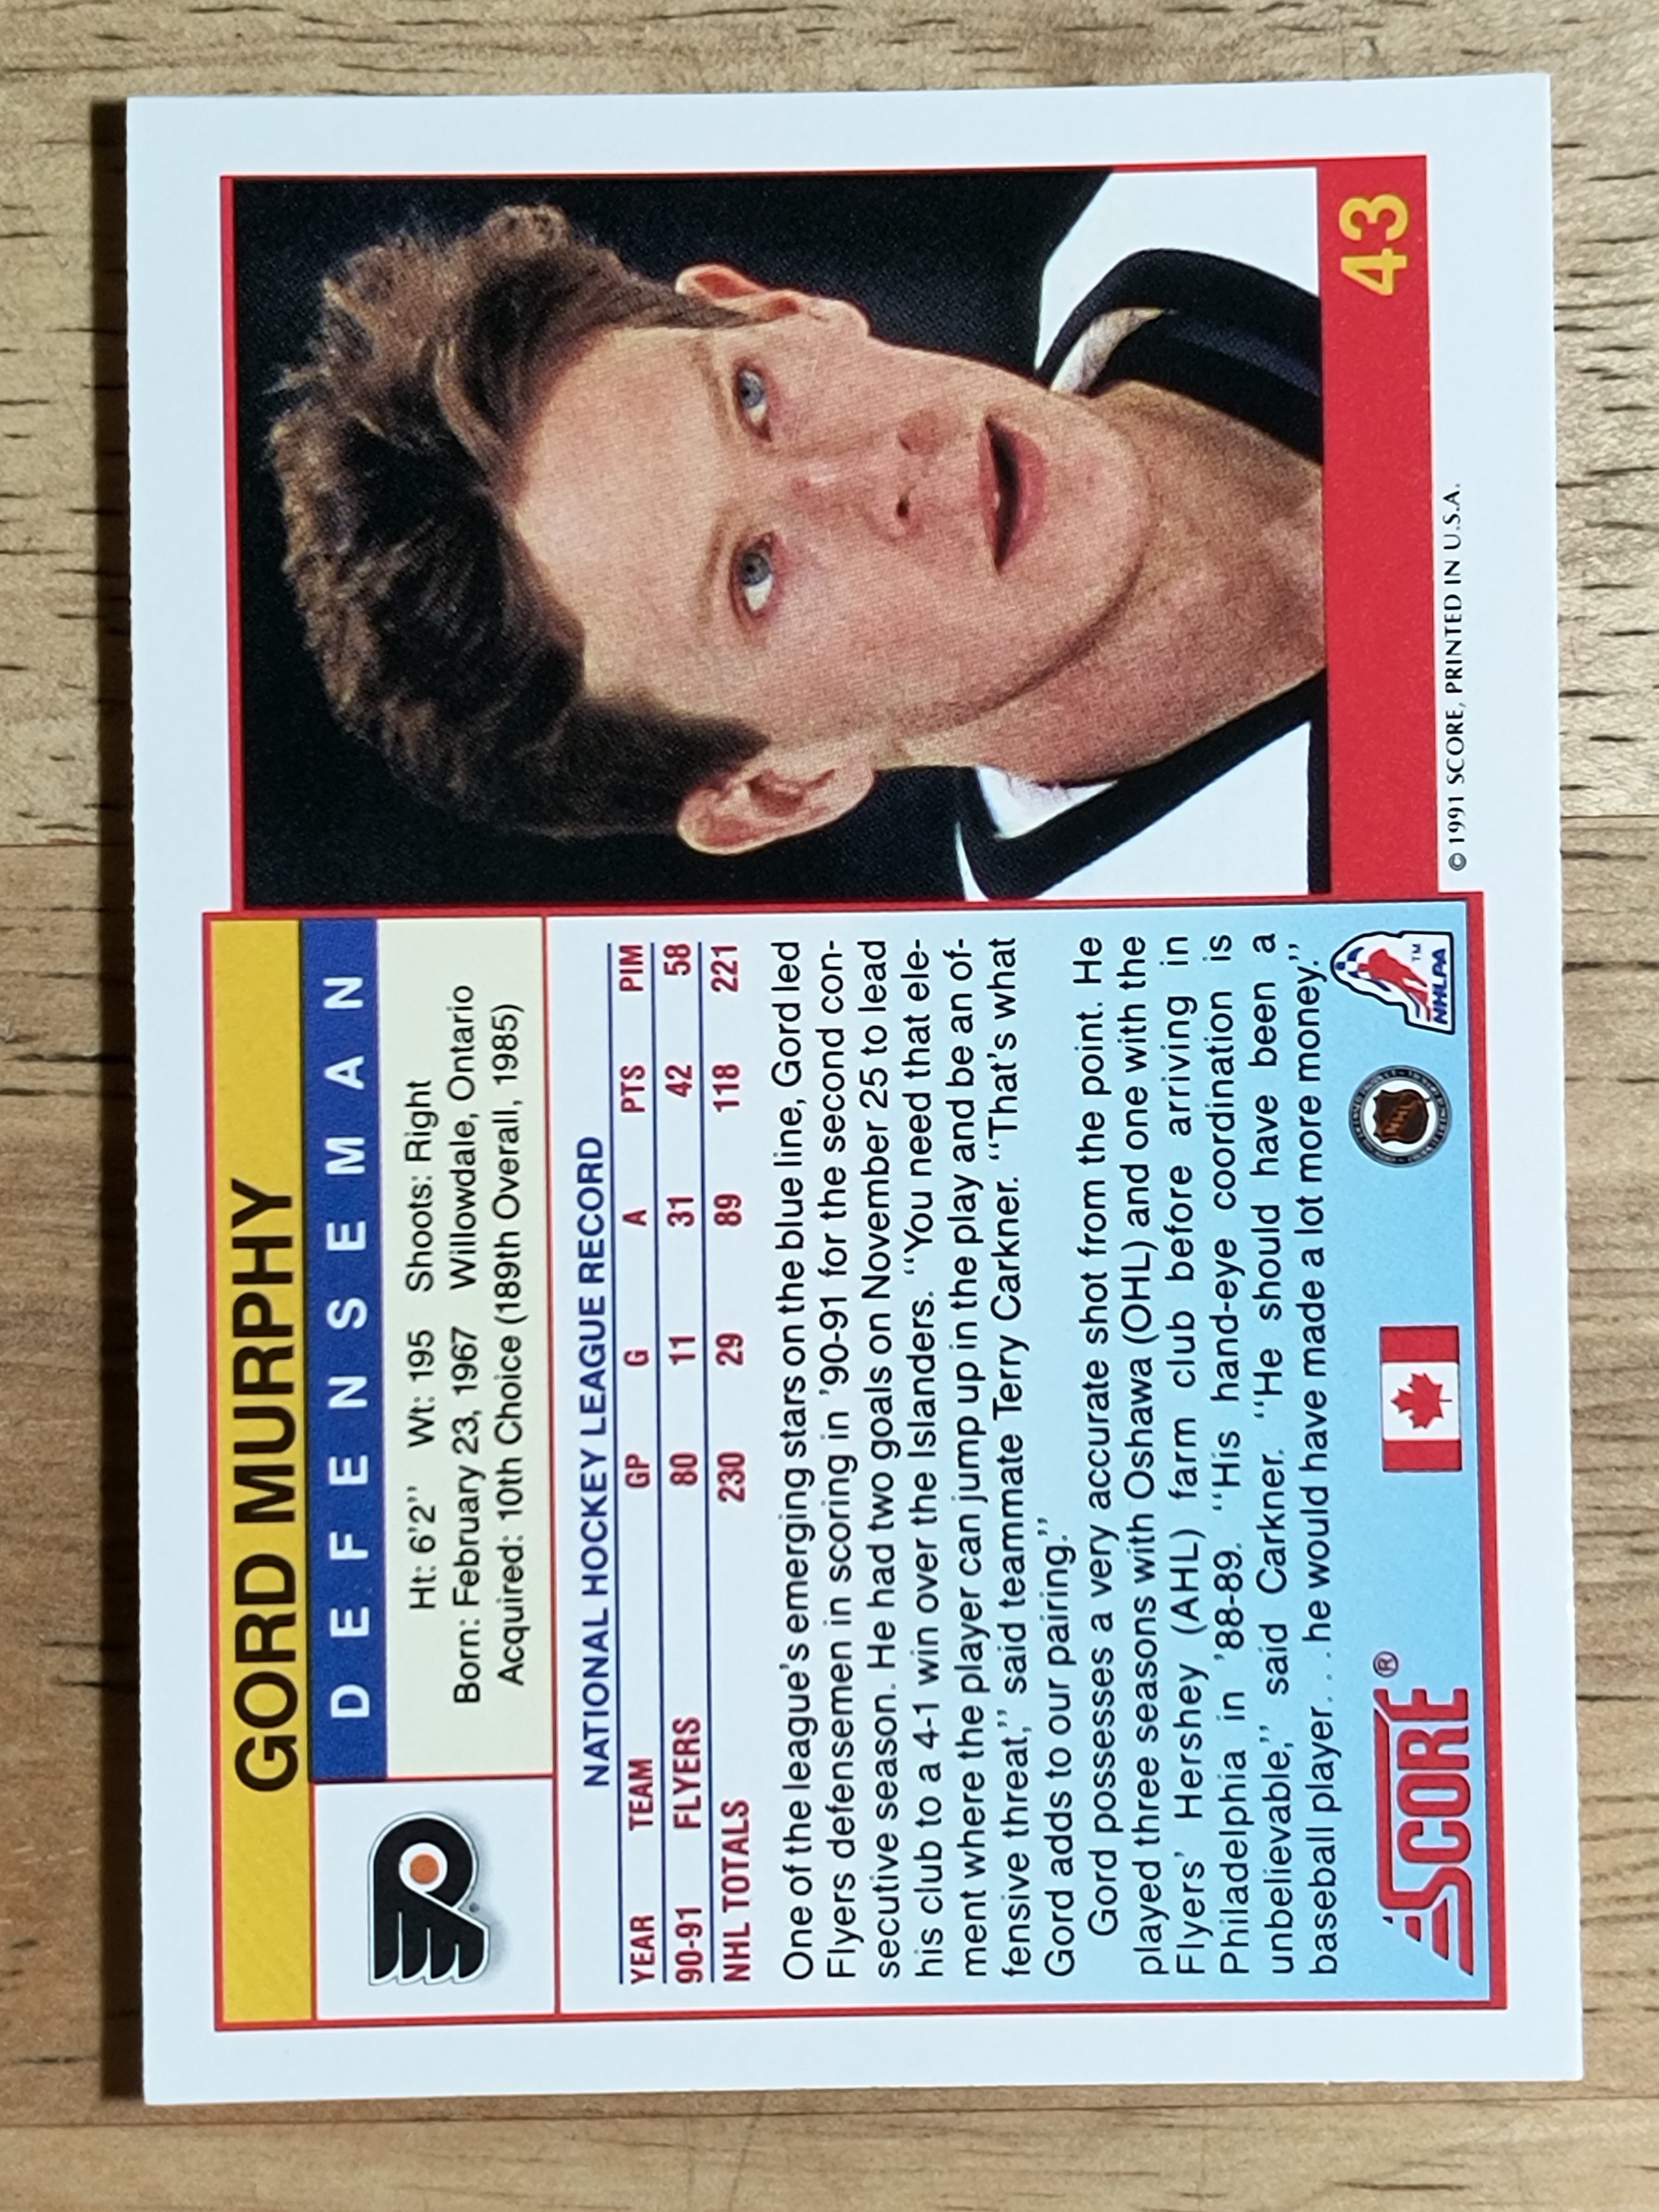 GORD MURPHY
DEFENSEMAN
Ht: 6'2'' Wt: 195 Shoots: Right
Born: February 23, 1967 Willowdale, Ontario
Acquired: 10th Choice (189th Overall, 1985)
NATIONAL HOCKEY LEAGUE RECORD
YEAR TEAM GP G A PTS PIM
90-91 FLYERS 80 11 31 42 58
NHL TOTALS 230 29 89 118 221
One of the league's emerging stars on the blue line, Gord led
Flyers defensemen in scoring in '90-91 for the second con-
secutive season. He had two goals on November 25 to lead
his club to a 4-1 win over the Islanders. "You need that ele-
ment where the player can jump up in the play and be an of-
fensive threat," said teammate Terry Carkner. "That's what
Gord adds to our pairing."
Gord possesses a very accurate shot from the point. He
played three seasons with Oshawa (OHL) and one with the
Flyers' Hershey (AHL) farm club before arriving in
Philadelphia in '88-89. "His hand-eye coordination is
unbelievable," said Carkner. "He should have been a
baseball player. . .he would have made a lot more money."
SCORE®
NHL
NHLPA TM
43
© 1991 SCORE, PRINTED IN U.S.A.